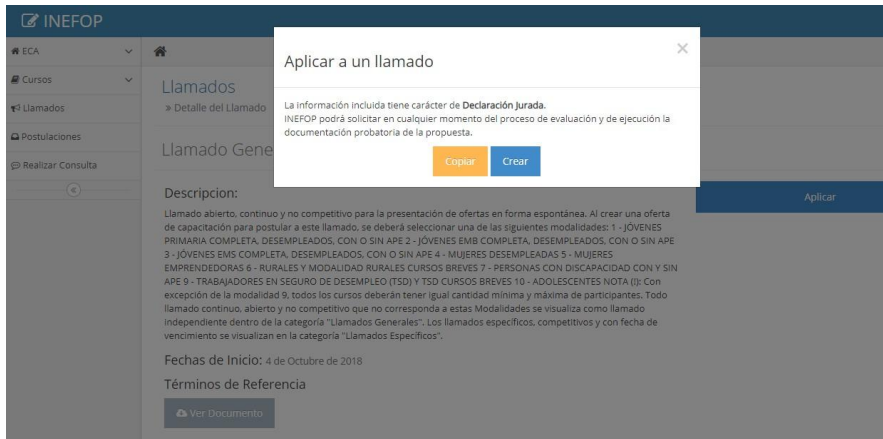 INEFOP
ECA
Cursos
Llamados
Postulaciones
Realizar Consulta
Llamados
» Detalle del Llamado
Llamado Gene
Aplicar a un llamado
×
La información incluida tiene carácter de Declaración Jurada.
INEFOP podrá solicitar en cualquier momento del proceso de evaluación y de ejecución la
documentación probatoria de la propuesta.
Copiar
Crear
Aplicar
Descripcion:
Llamado abierto, continuo y no competitivo para la presentación de ofertas en forma espontánea. Al crear una oferta
de capacitación para postular a este llamado, se deberá seleccionar una de las siguientes modalidades: 1 - JÓVENES
PRIMARIA COMPLETA, DESEMPLEADOS, CON O SIN APE 2 - JÓVENES EMB COMPLETA, DESEMPLEADOS, CON O SIN APE
3 - JÓVENES EMS COMPLETA, DESEMPLEADOS, CON O SIN APE 4 - MUJERES DESEMPLEADAS 5 - MUJERES
EMPRENDEDORAS 6 - RURALES Y MODALIDAD RURALES CURSOS BREVES 7 - PERSONAS CON DISCAPACIDAD CON Y SIN
APE 9 - TRABAJADORES EN SEGURO DE DESEMPLEO (TSD) Y TSD CURSOS BREVES 10 - ADOLESCENTES NOTA (!): Con
excepción de la modalidad 9, todos los cursos deberán tener igual cantidad mínima y máxima de participantes. Todo
llamado continuo, abierto y no competitivo que no corresponda a estas Modalidades se visualiza como llamado
independiente dentro de la categoría "Llamados Generales". Los llamados específicos, competitivos y con fecha de
vencimiento se visualizan en la categoría "Llamados Específicos".
Fechas de Inicio: 4 de Octubre de 2018
Términos de Referencia
Ver Documento